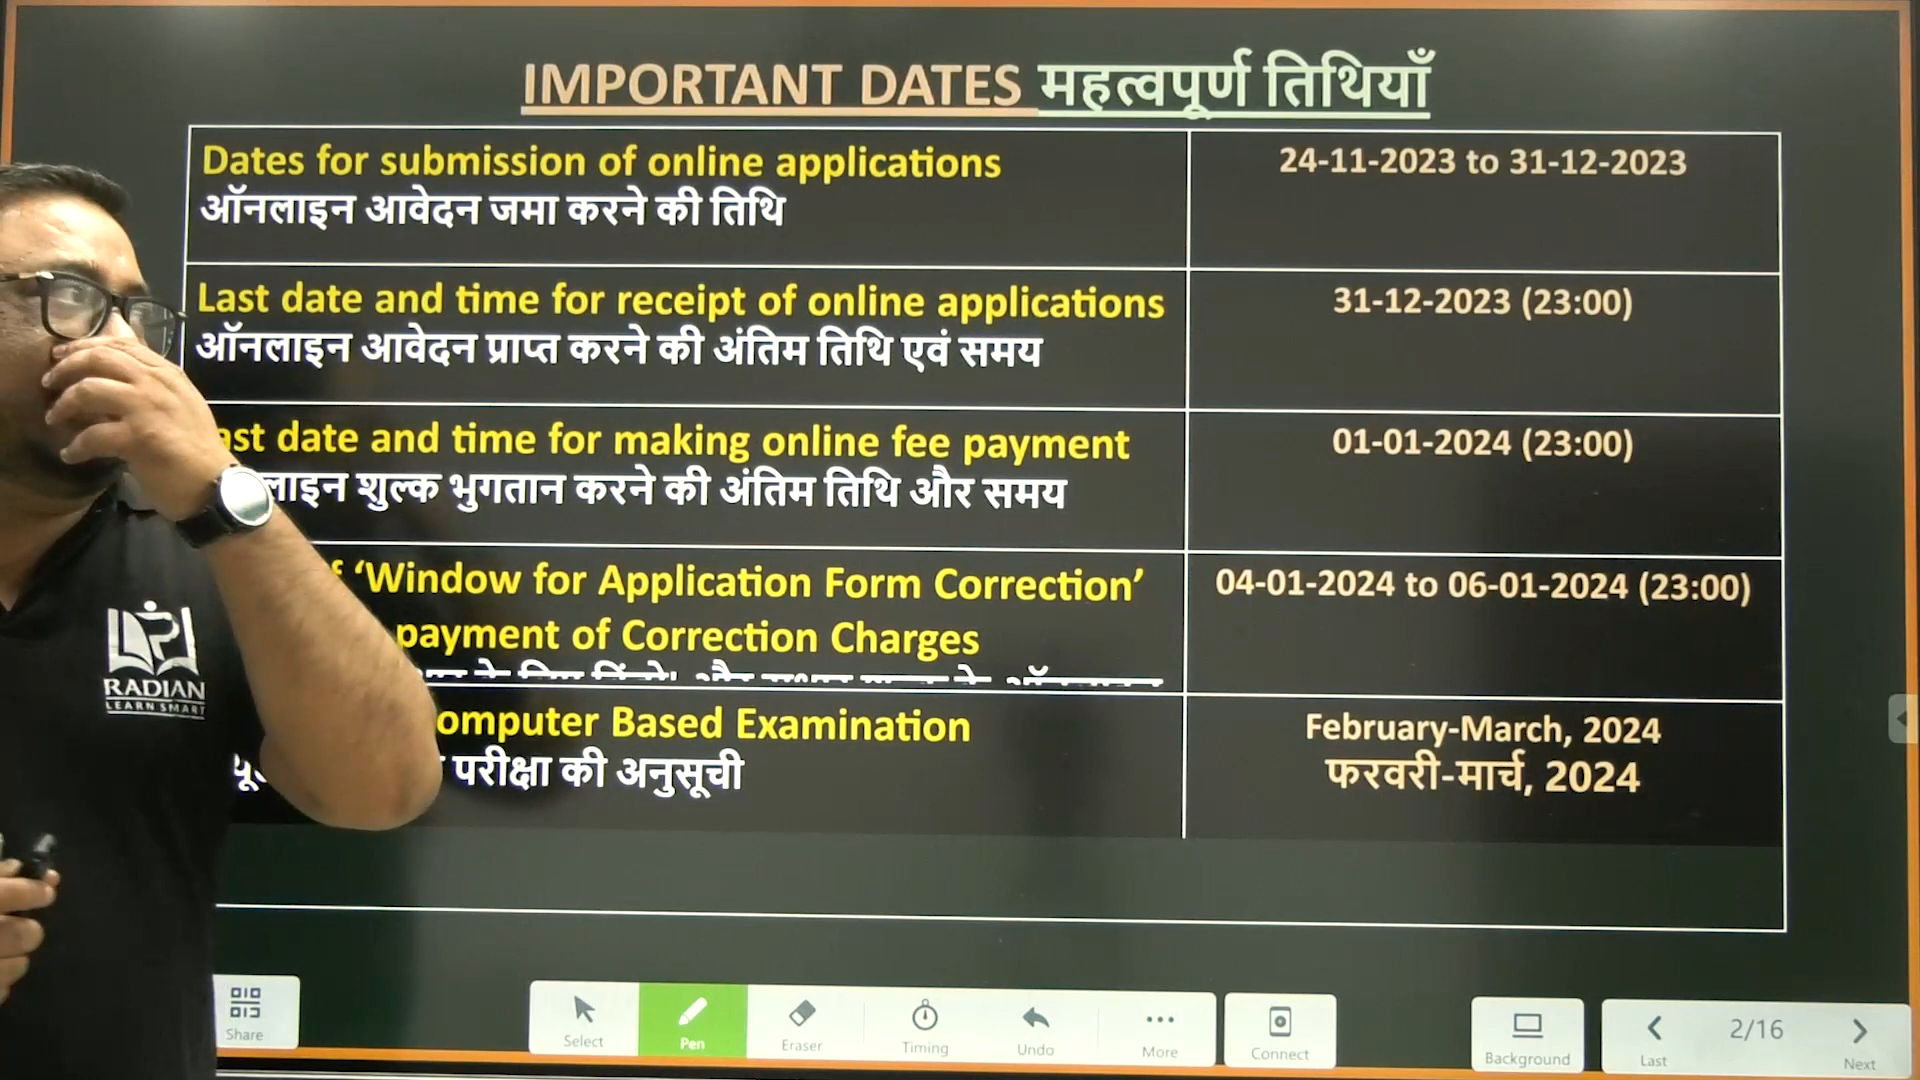 IMPORTANT DATES महत्वपूर्ण तिथियाँ
Dates for submission of online applications
ऑनलाइन आवेदन जमा करने की तिथि
24-11-2023 to 31-12-2023
Last date and time for receipt of online applications
ऑनलाइन आवेदन प्राप्त करने की अंतिम तिथि एवं समय
31-12-2023 (23:00)
date and time for making online fee payment
शुल्क भुगतान करने की अंतिम तिथि और समय
01-01-2024 (23:00)
‘Window for Application Form Correction’
payment of Correction Charges
04-01-2024 to 06-01-2024 (23:00)
Based Examination
परीक्षा की अनुसूची
February-March, 2024
फरवरी-मार्च, 2024
RADIAN
LEARN SMART
Share
Select
Pen
Eraser
Timing
Undo
More
Connect
Background
Last
2/16
Next